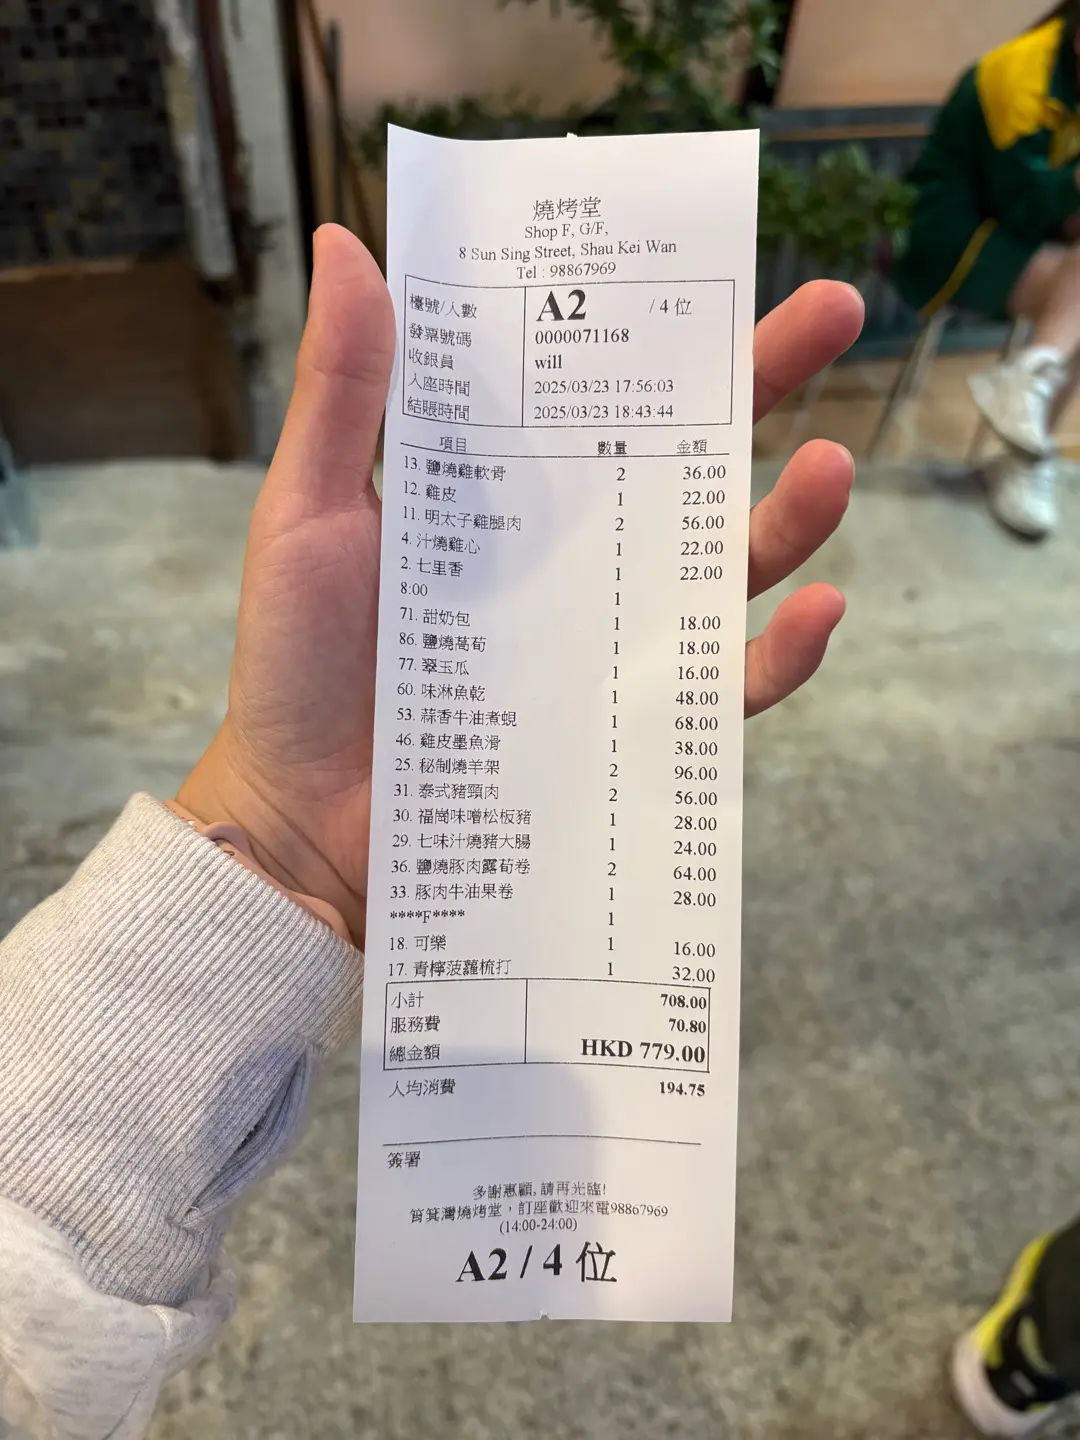 燒烤堂
Shop F, G/F,
8 Sun Sing Street, Shau Kei Wan
Tel : 98867969
檯號/人數 A2 / 4 位
發票號碼 0000071168
收銀員 will
入座時間 2025/03/23 17:56:03
結賬時間 2025/03/23 18:43:44
項目 數量 金額
13. 鹽燒雞軟骨 2 36.00
12. 雞皮 1 22.00
11. 明太子雞腿肉 2 56.00
4. 汁燒雞心 1 22.00
2. 七里香 1 22.00
8:00 1
71. 甜奶包 1 18.00
86. 鹽燒萵荀 1 18.00
77. 翠玉瓜 1 16.00
60. 味淋魚乾 1 48.00
53. 蒜香牛油煮蜆 1 68.00
46. 雞皮墨魚滑 1 38.00
25. 秘制燒羊架 2 96.00
31. 泰式豬頸肉 2 56.00
30. 福崗味噌松板豬 1 28.00
29. 七味汁燒豬大腸 1 24.00
36. 鹽燒豚肉露荀卷 2 64.00
33. 豚肉牛油果卷 1 28.00
****F**** 1
18. 可樂 1 16.00
17. 青檸菠蘿梳打 1 32.00
小計 708.00
服務費 70.80
總金額 HKD 779.00
人均消費 194.75
簽署
多謝惠顧, 請再光臨!
筲箕灣燒烤堂，訂座歡迎來電98867969
(14:00-24:00)
A2 / 4 位